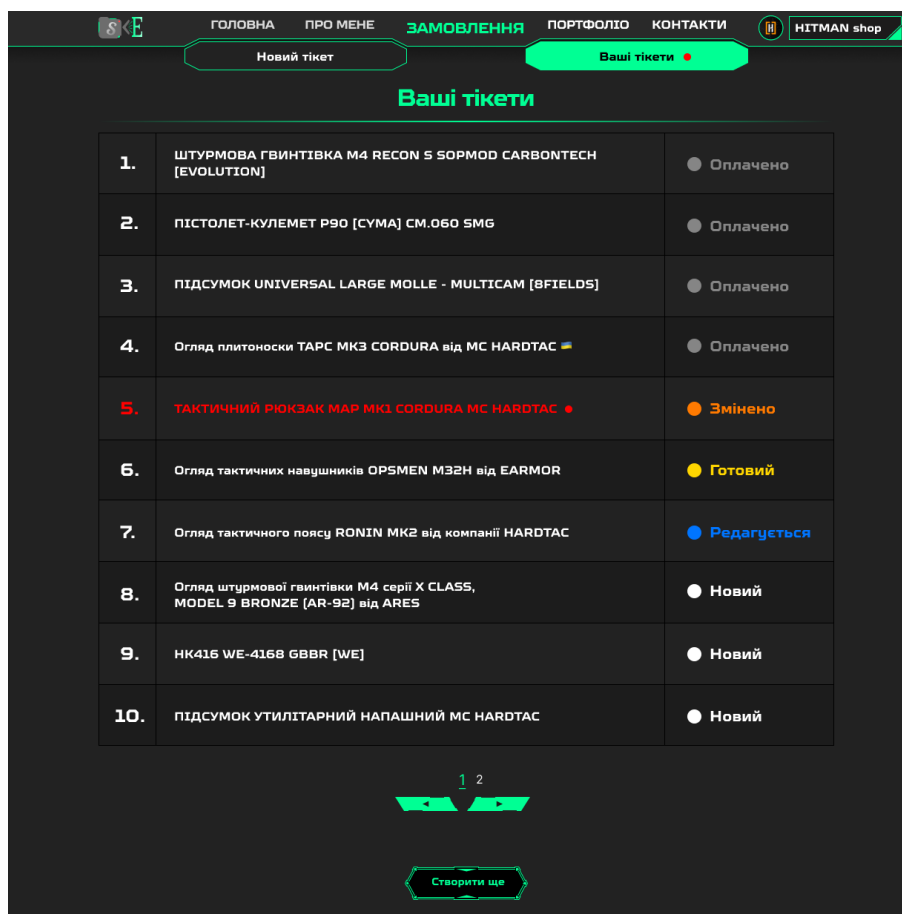 S<E
ГОЛОВНА ПРО МЕНЕ ЗАМОВЛЕННЯ ПОРТФОЛІО КОНТАКТИ HITMAN shop
Новий тікет Ваші тікети
Ваші тікети
1. ШТУРМОВА ГВИНТІВКА M4 RECON S SOPMOD CARBONTECH
[EVOLUTION] Оплачено
2. ПІСТОЛЕТ-КУЛЕМЕТ P90 [CYMA] CM.060 SMG Оплачено
3. ПІДСУМОК UNIVERSAL LARGE MOLLE - MULTICAM [8FIELDS] Оплачено
4. Огляд плитоноски ТАРС МК3 CORDURA від MC HARDTAC Оплачено
5. ТАКТИЧНИЙ РЮКЗАК MAP MK1 CORDURA MC HARDTAC Змінено
6. Огляд тактичних навушників OPSMEN M32H від EARMOR Готовий
7. Огляд тактичного поясу RONIN MK2 від компанії HARDTAC Редагується
8. Огляд штурмової гвинтівки M4 серії X CLASS,
MODEL 9 BRONZE [AR-92] від ARES Новий
9. HK416 WE-4168 GBBR [WE] Новий
10. ПІДСУМОК УТИЛІТАРНИЙ НАПАШНИЙ MC HARDTAC Новий
1 2
Створити ще